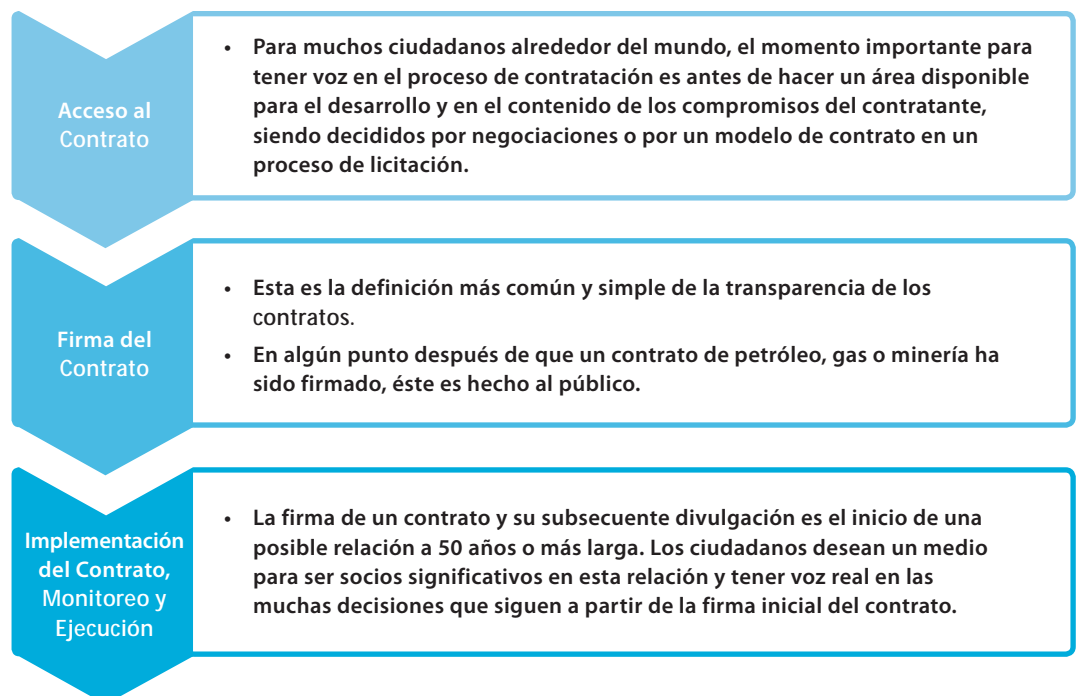 Acceso al
Contrato
• Para muchos ciudadanos alrededor del mundo, el momento importante para
tener voz en el proceso de contratación es antes de hacer un área disponible
para el desarrollo y en el contenido de los compromisos del contratante,
siendo decididos por negociaciones o por un modelo de contrato en un
proceso de licitación.
Firma del
Contrato
• Esta es la definición más común y simple de la transparencia de los
contratos.
• En algún punto después de que un contrato de petróleo, gas o minería ha
sido firmado, éste es hecho al público.
Implementación
del Contrato,
Monitoreo y
Ejecución
• La firma de un contrato y su subsecuente divulgación es el inicio de una
posible relación a 50 años o más larga. Los ciudadanos desean un medio
para ser socios significativos en esta relación y tener voz real en las
muchas decisiones que siguen a partir de la firma inicial del contrato.